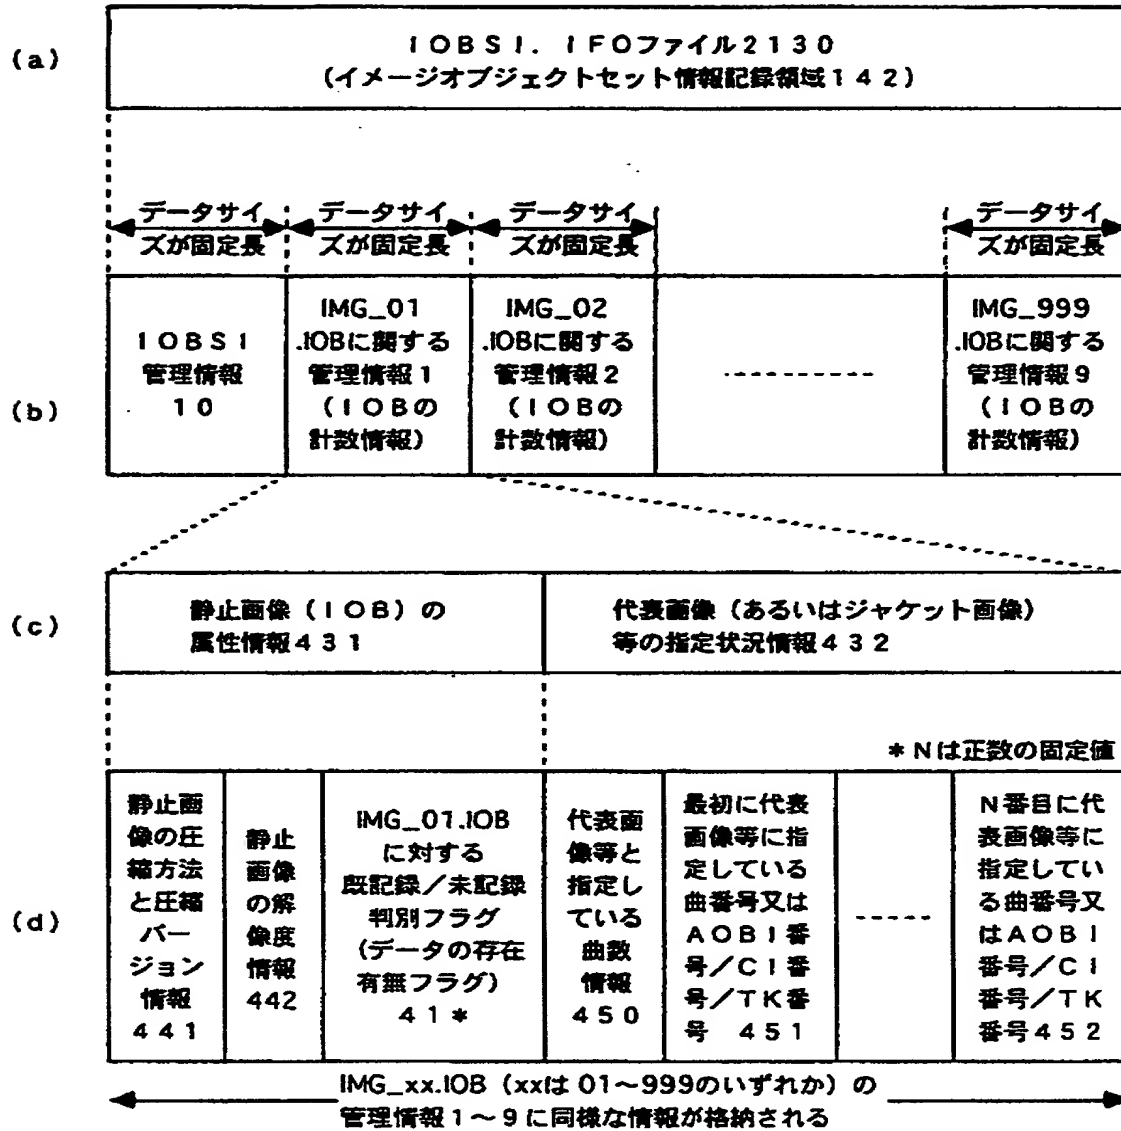 (a)
IOBSI. IFOファイル2130
(イメージオブジェクトセット情報記録領域142)
データサイ
ズが固定長
データサイ
ズが固定長
データサイ
ズが固定長
データサイ
ズが固定長
(b)
IOBSI
管理情報
10
IMG_01
.IOBに関する
管理情報1
(IOBの
計数情報)
IMG_02
.IOBに関する
管理情報2
(IOBの
計数情報)
IMG_999
.IOBに関する
管理情報9
(IOBの
計数情報)
(c)
静止画像(IOB)の
属性情報431
代表画像(あるいはジャケット画像)
等の指定状況情報432
*Nは正数の固定値
(d)
静止画
像の圧
縮方法
と圧縮
バー
ジョン
情報
441
静止
画像
の解
像度
情報
442
IMG_01.IOB
に対する
既記録/未記録
判別フラグ
(データの存在
有無フラグ)
41*
代表画
像等と
指定し
ている
曲数
情報
450
最初に代表
画像等に指
定している
曲番号又は
AOBI番
号/CI番
号/TK番
号 451
N番目に代
表画像等に
指定してい
る曲番号又
はAOBI
番号/CI
番号/TK
番号452
IMG_xx.IOB(xxは 01~999のいずれか)の
管理情報1~9に同様な情報が格納される